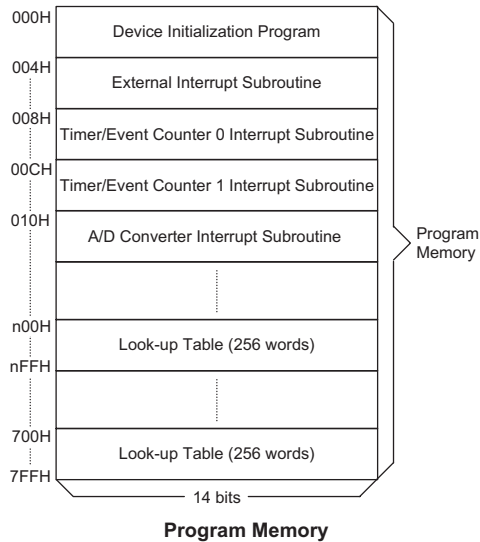 000H
Device Initialization Program
004H
External Interrupt Subroutine
008H
Timer/Event Counter 0 Interrupt Subroutine
00CH
Timer/Event Counter 1 Interrupt Subroutine
010H
A/D Converter Interrupt Subroutine
Program
Memory
n00H
Look-up Table (256 words)
nFFH
700H
Look-up Table (256 words)
7FFH
14 bits
Program Memory